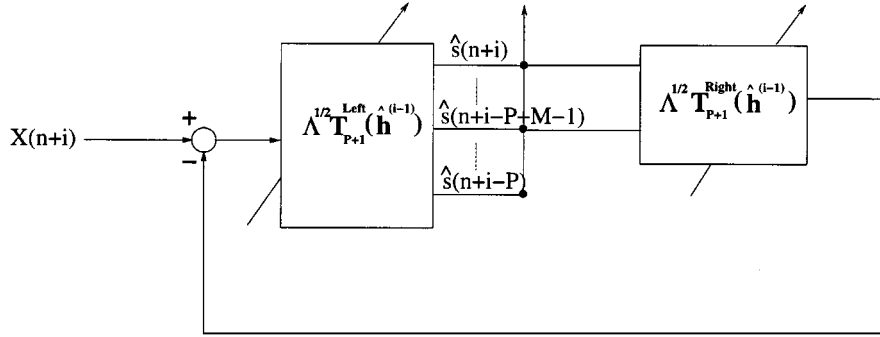 ŝ(n+i)
Λ^{1/2} T_{P+1}^{Left}(ĥ^{(i−1)})
Λ^{1/2} T_{P+1}^{Right}(ĥ^{(i−1)})
ŝ(n+i−P+M−1)
X(n+i)
+
−
ŝ(n+i−P)